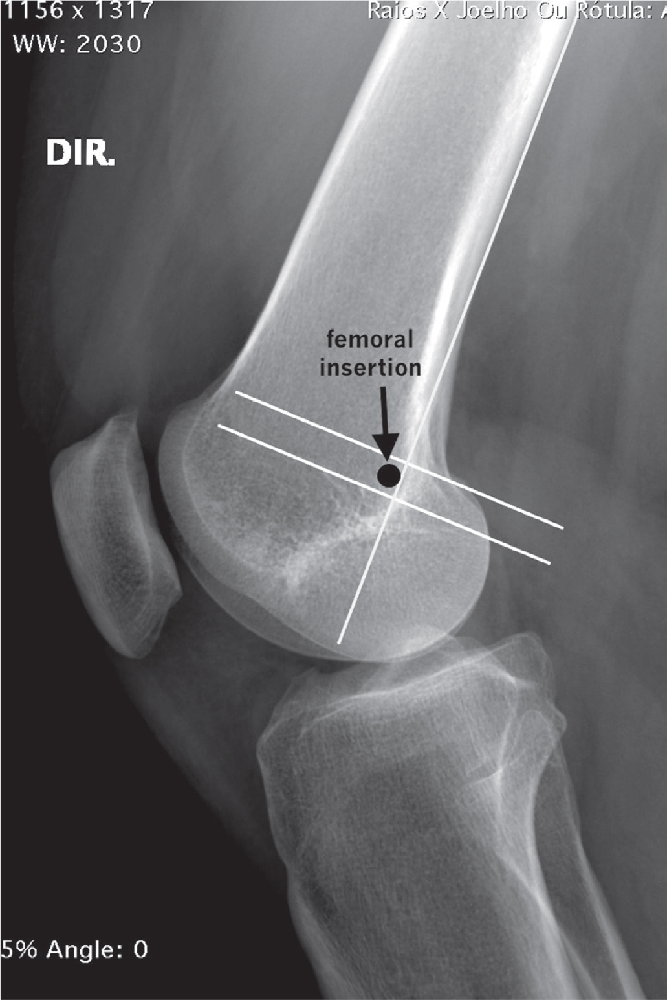 1156 x 1317
Raios X Joelho Ou Rótula:
WW: 2030
DIR.
femoral
insertion
5% Angle: 0